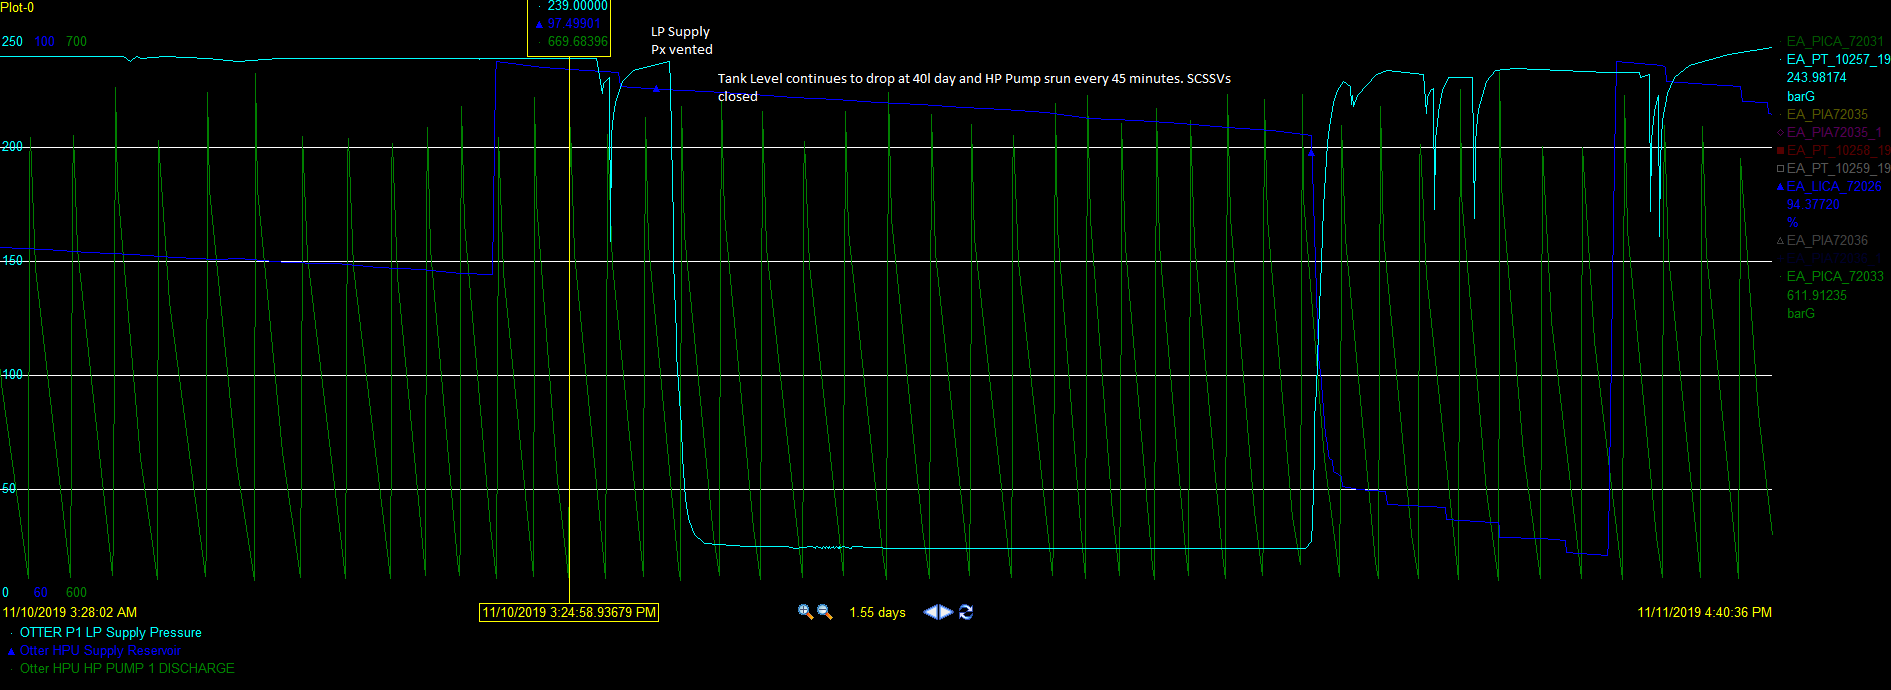 Plot-0
239.00000
97.49901
669.68396
250 100 700
LP Supply
Px vented
Tank Level continues to drop at 40l day and HP Pump srun every 45 minutes. SCSSVs
closed
200
150
100
50
0 60 600
11/10/2019 3:28:02 AM
11/10/2019 3:24:58.93679 PM
1.55 days
11/11/2019 4:40:36 PM
OTTER P1 LP Supply Pressure
Otter HPU Supply Reservoir
Otter HPU HP PUMP 1 DISCHARGE
EA_PICA_72031
EA_PT_10257_19
243.98174
barG
EA_PIA72035
EA_PIA72035_1
EA_PT_10258_19
EA_PT_10259_19
EA_LICA_72026
94.37720
%
EA_PIA72036
EA_PICA_72033
611.91235
barG